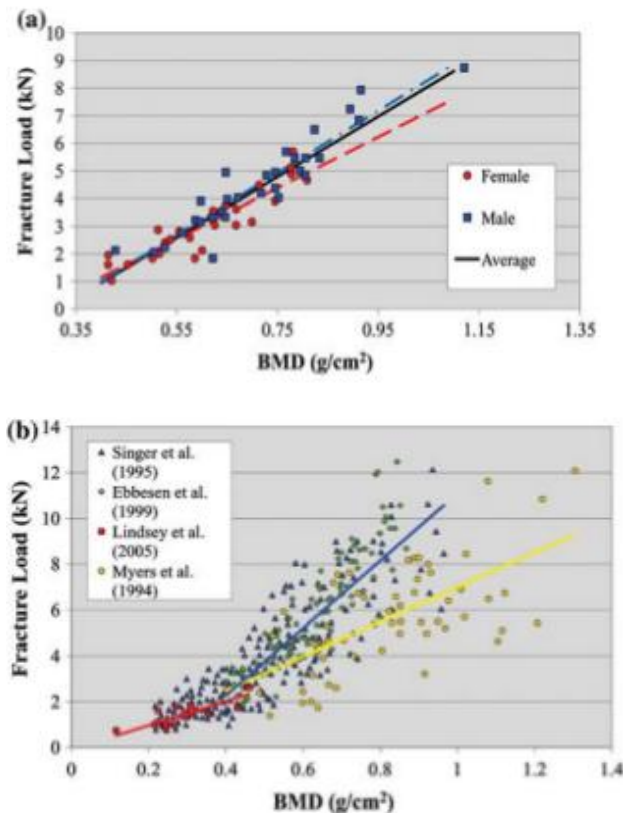 (a)
10
9
8
7
6
5
4
3
2
1
0
Fracture Load (kN)
Female
Male
Average
0.35 0.55 0.75 0.95 1.15 1.35
BMD (g/cm²)
(b)
14
12
10
8
6
4
2
0
Fracture Load (kN)
Singer et al.
(1995)
Ebbesen et al.
(1999)
Lindsey et al.
(2005)
Myers et al.
(1994)
0 0.2 0.4 0.6 0.8 1 1.2 1.4
BMD (g/cm²)